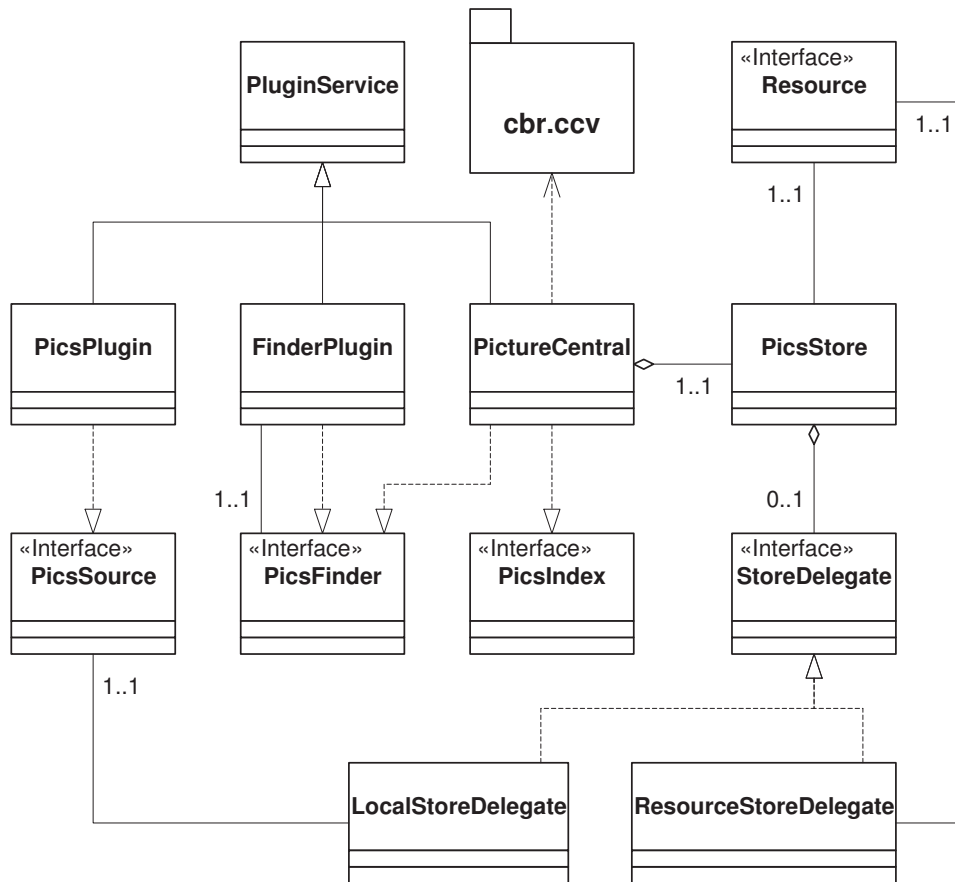 «Interface»
PluginService
Resource
cbr.ccv
1..1
1..1
PicsPlugin
FinderPlugin
PictureCentral
PicsStore
1..1
1..1
0..1
«Interface»
PicsSource
«Interface»
PicsFinder
«Interface»
PicsIndex
«Interface»
StoreDelegate
1..1
LocalStoreDelegate
ResourceStoreDelegate